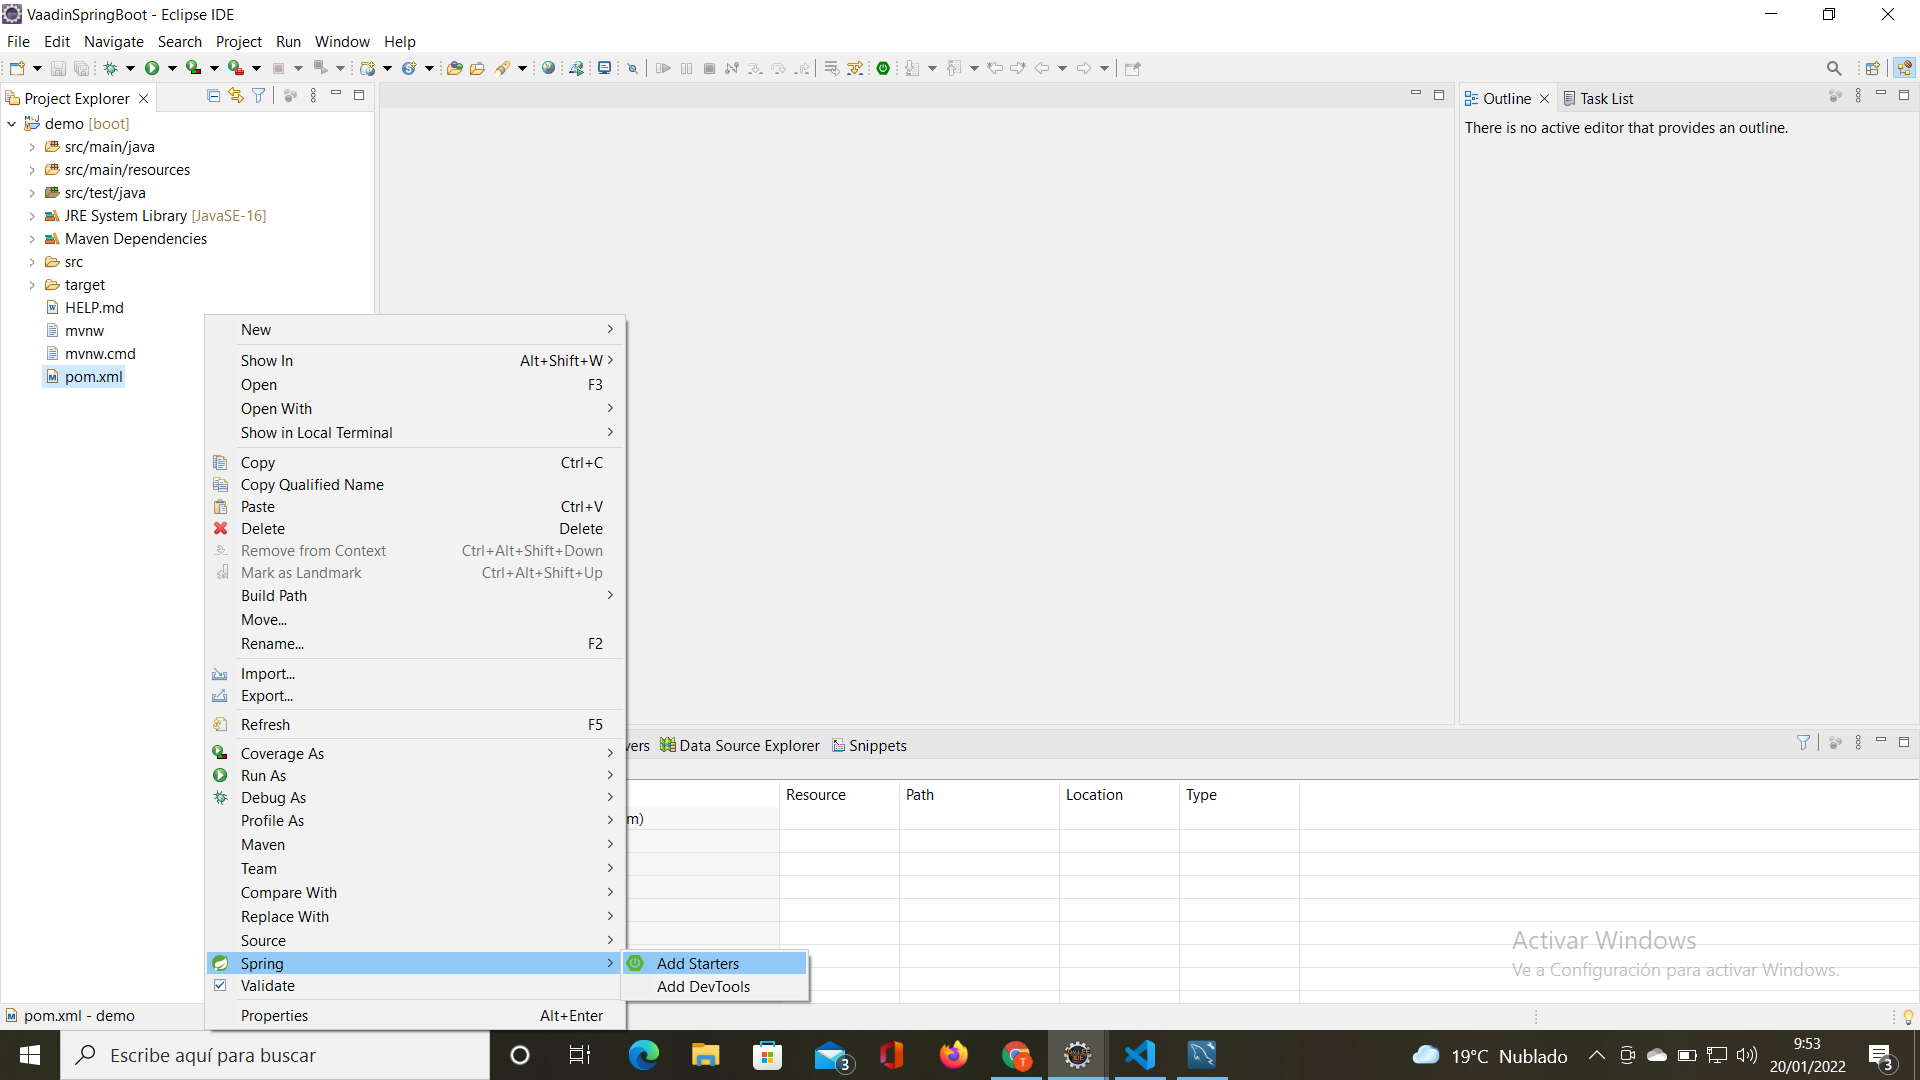 VaadinSpringBoot - Eclipse IDE
File Edit Navigate Search Project Run Window Help
Project Explorer
demo [boot]
src/main/java
src/main/resources
src/test/java
JRE System Library [JavaSE-16]
Maven Dependencies
src
target
HELP.md
mvnw
mvnw.cmd
pom.xml
New
Show In Alt+Shift+W
Open F3
Open With
Show in Local Terminal
Copy Ctrl+C
Copy Qualified Name
Paste Ctrl+V
Delete Delete
Remove from Context Ctrl+Alt+Shift+Down
Mark as Landmark Ctrl+Alt+Shift+Up
Build Path
Move...
Rename... F2
Import...
Export...
Refresh F5
Coverage As
Run As
Debug As
Profile As
Maven
Team
Compare With
Replace With
Source
Spring
Validate
Properties Alt+Enter
Add Starters
Add DevTools
Outline Task List
There is no active editor that provides an outline.
vers Data Source Explorer Snippets
Resource Path Location Type
m)
Activar Windows
Ve a Configuración para activar Windows.
pom.xml - demo
Escribe aquí para buscar
3
19°C Nublado
9:53
20/01/2022
3